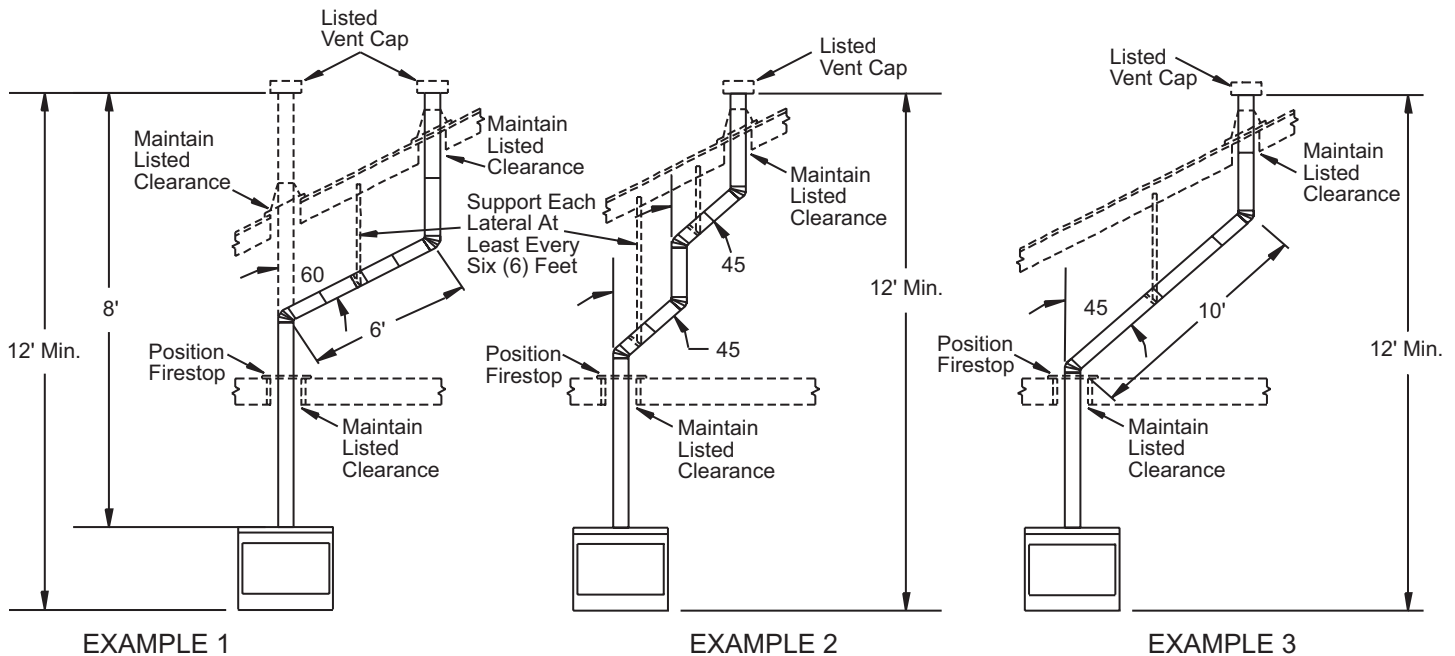 Listed
Vent Cap
Maintain
Listed
Clearance
Maintain
Listed
Clearance
Support Each
Lateral At
Least Every
Six (6) Feet
60
6'
8'
12' Min.
Position
Firestop
Maintain
Listed
Clearance
EXAMPLE 1
Listed
Vent Cap
Maintain
Listed
Clearance
45
45
12' Min.
Position
Firestop
Maintain
Listed
Clearance
EXAMPLE 2
Listed
Vent Cap
Maintain
Listed
Clearance
45
10'
12' Min.
Position
Firestop
Maintain
Listed
Clearance
EXAMPLE 3